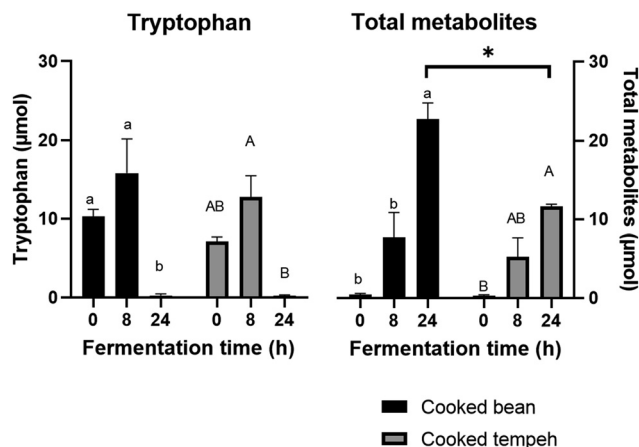 Tryptophan
Total metabolites
30
20
10
0
Tryptophan (µmol)
a
a
b
AB
A
B
0 8 24 0 8 24
Fermentation time (h)
*
b
b
a
B
AB
A
30
20
10
0
Total metabolites (µmol)
0 8 24 0 8 24
Fermentation time (h)
Cooked bean
Cooked tempeh